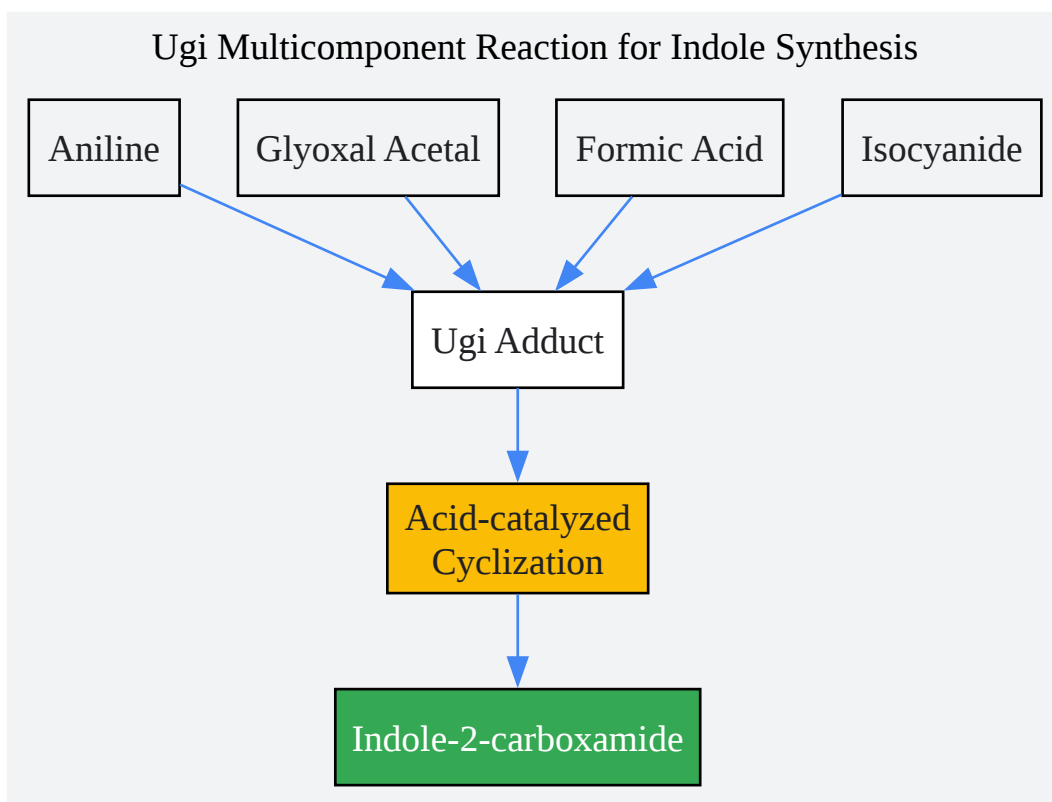 Ugi Multicomponent Reaction for Indole Synthesis
Aniline
Glyoxal Acetal
Formic Acid
Isocyanide
Ugi Adduct
Acid-catalyzed
Cyclization
Indole-2-carboxamide